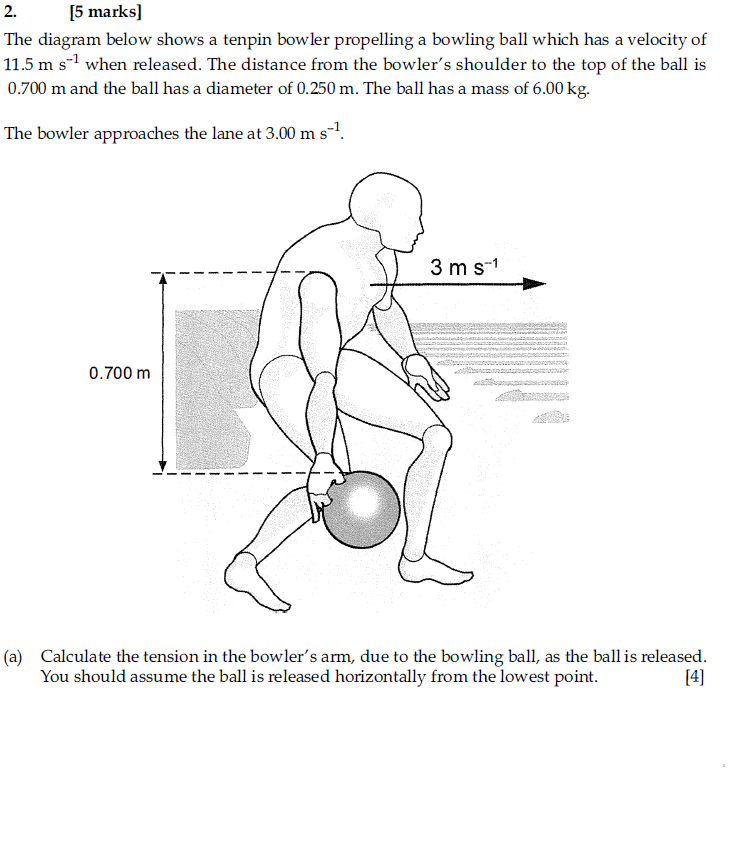 2. [5 marks]
The diagram below shows a tenpin bowler propelling a bowling ball which has a velocity of
11.5 m s⁻¹ when released. The distance from the bowler's shoulder to the top of the ball is
0.700 m and the ball has a diameter of 0.250 m. The ball has a mass of 6.00 kg.
The bowler approaches the lane at 3.00 m s⁻¹.
3 m s⁻¹
0.700 m
(a) Calculate the tension in the bowler's arm, due to the bowling ball, as the ball is released.
You should assume the ball is released horizontally from the lowest point. [4]